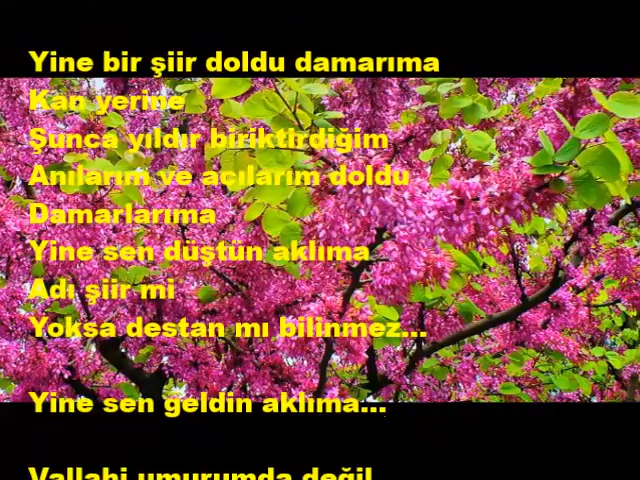 Yine bir şiir doldu damarıma
Kan yerine
Şunca yıldır biriktirdiğim
Anılarım ve acılarım doldu
Damarlarıma
Yine sen düştün aklıma
Adı şiir mi
Yoksa destan mı bilinmez...
Yine sen geldin aklıma...
Vallahi umurumda değil